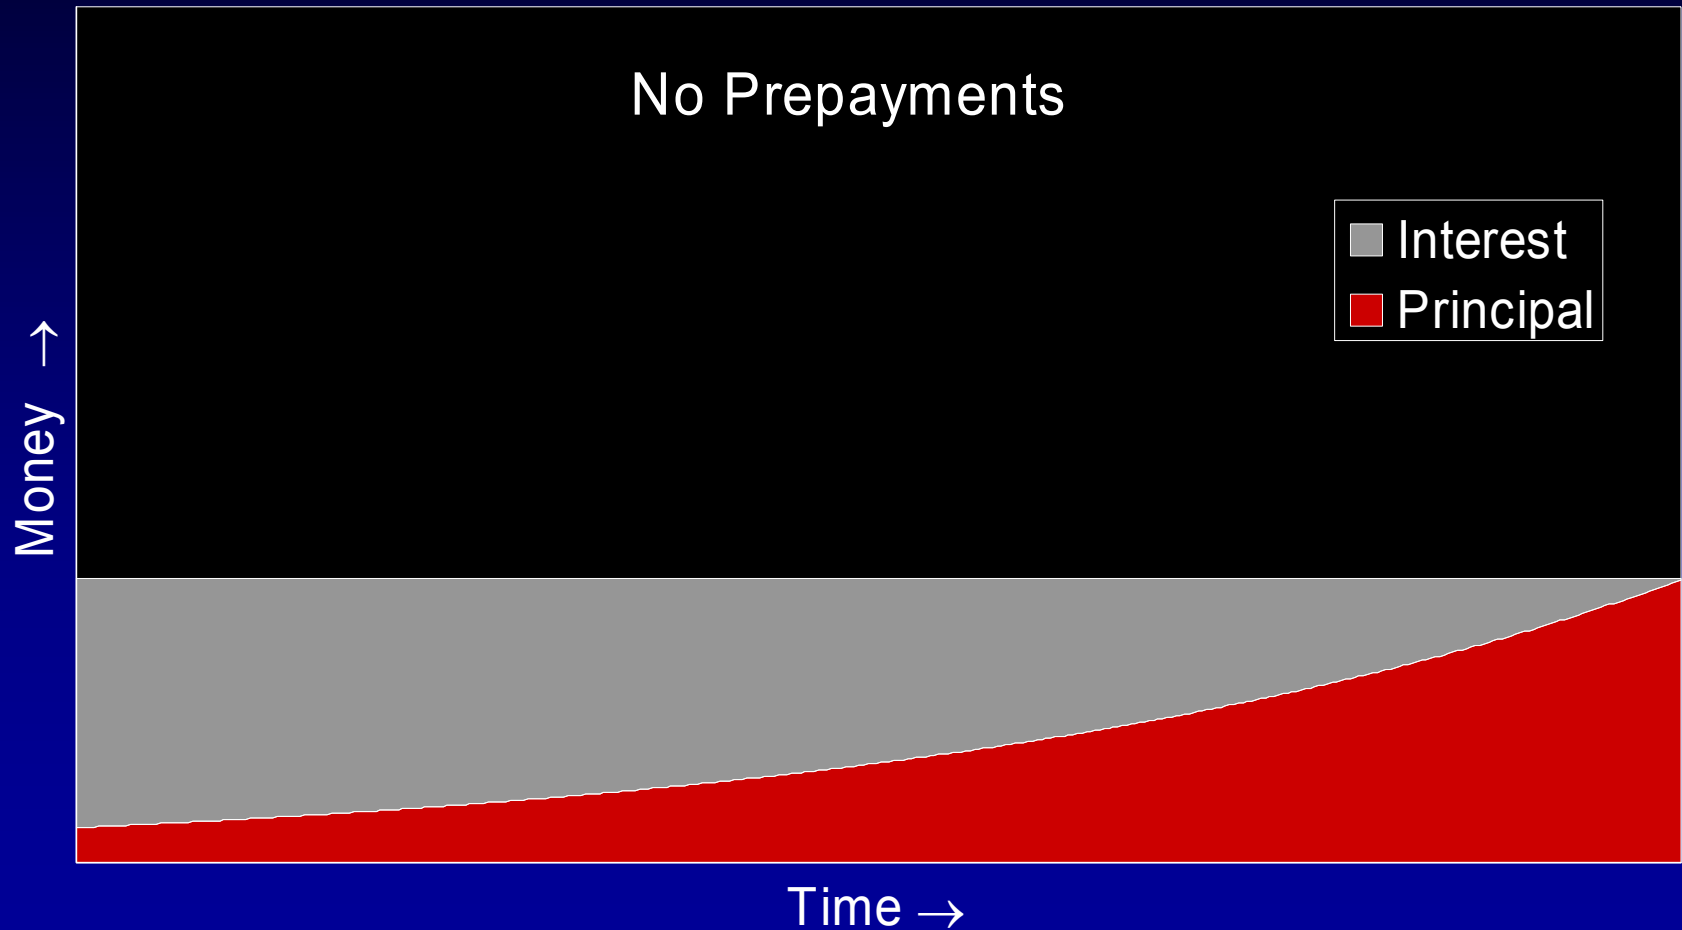 No Prepayments
Interest
Principal
Money →
Time →